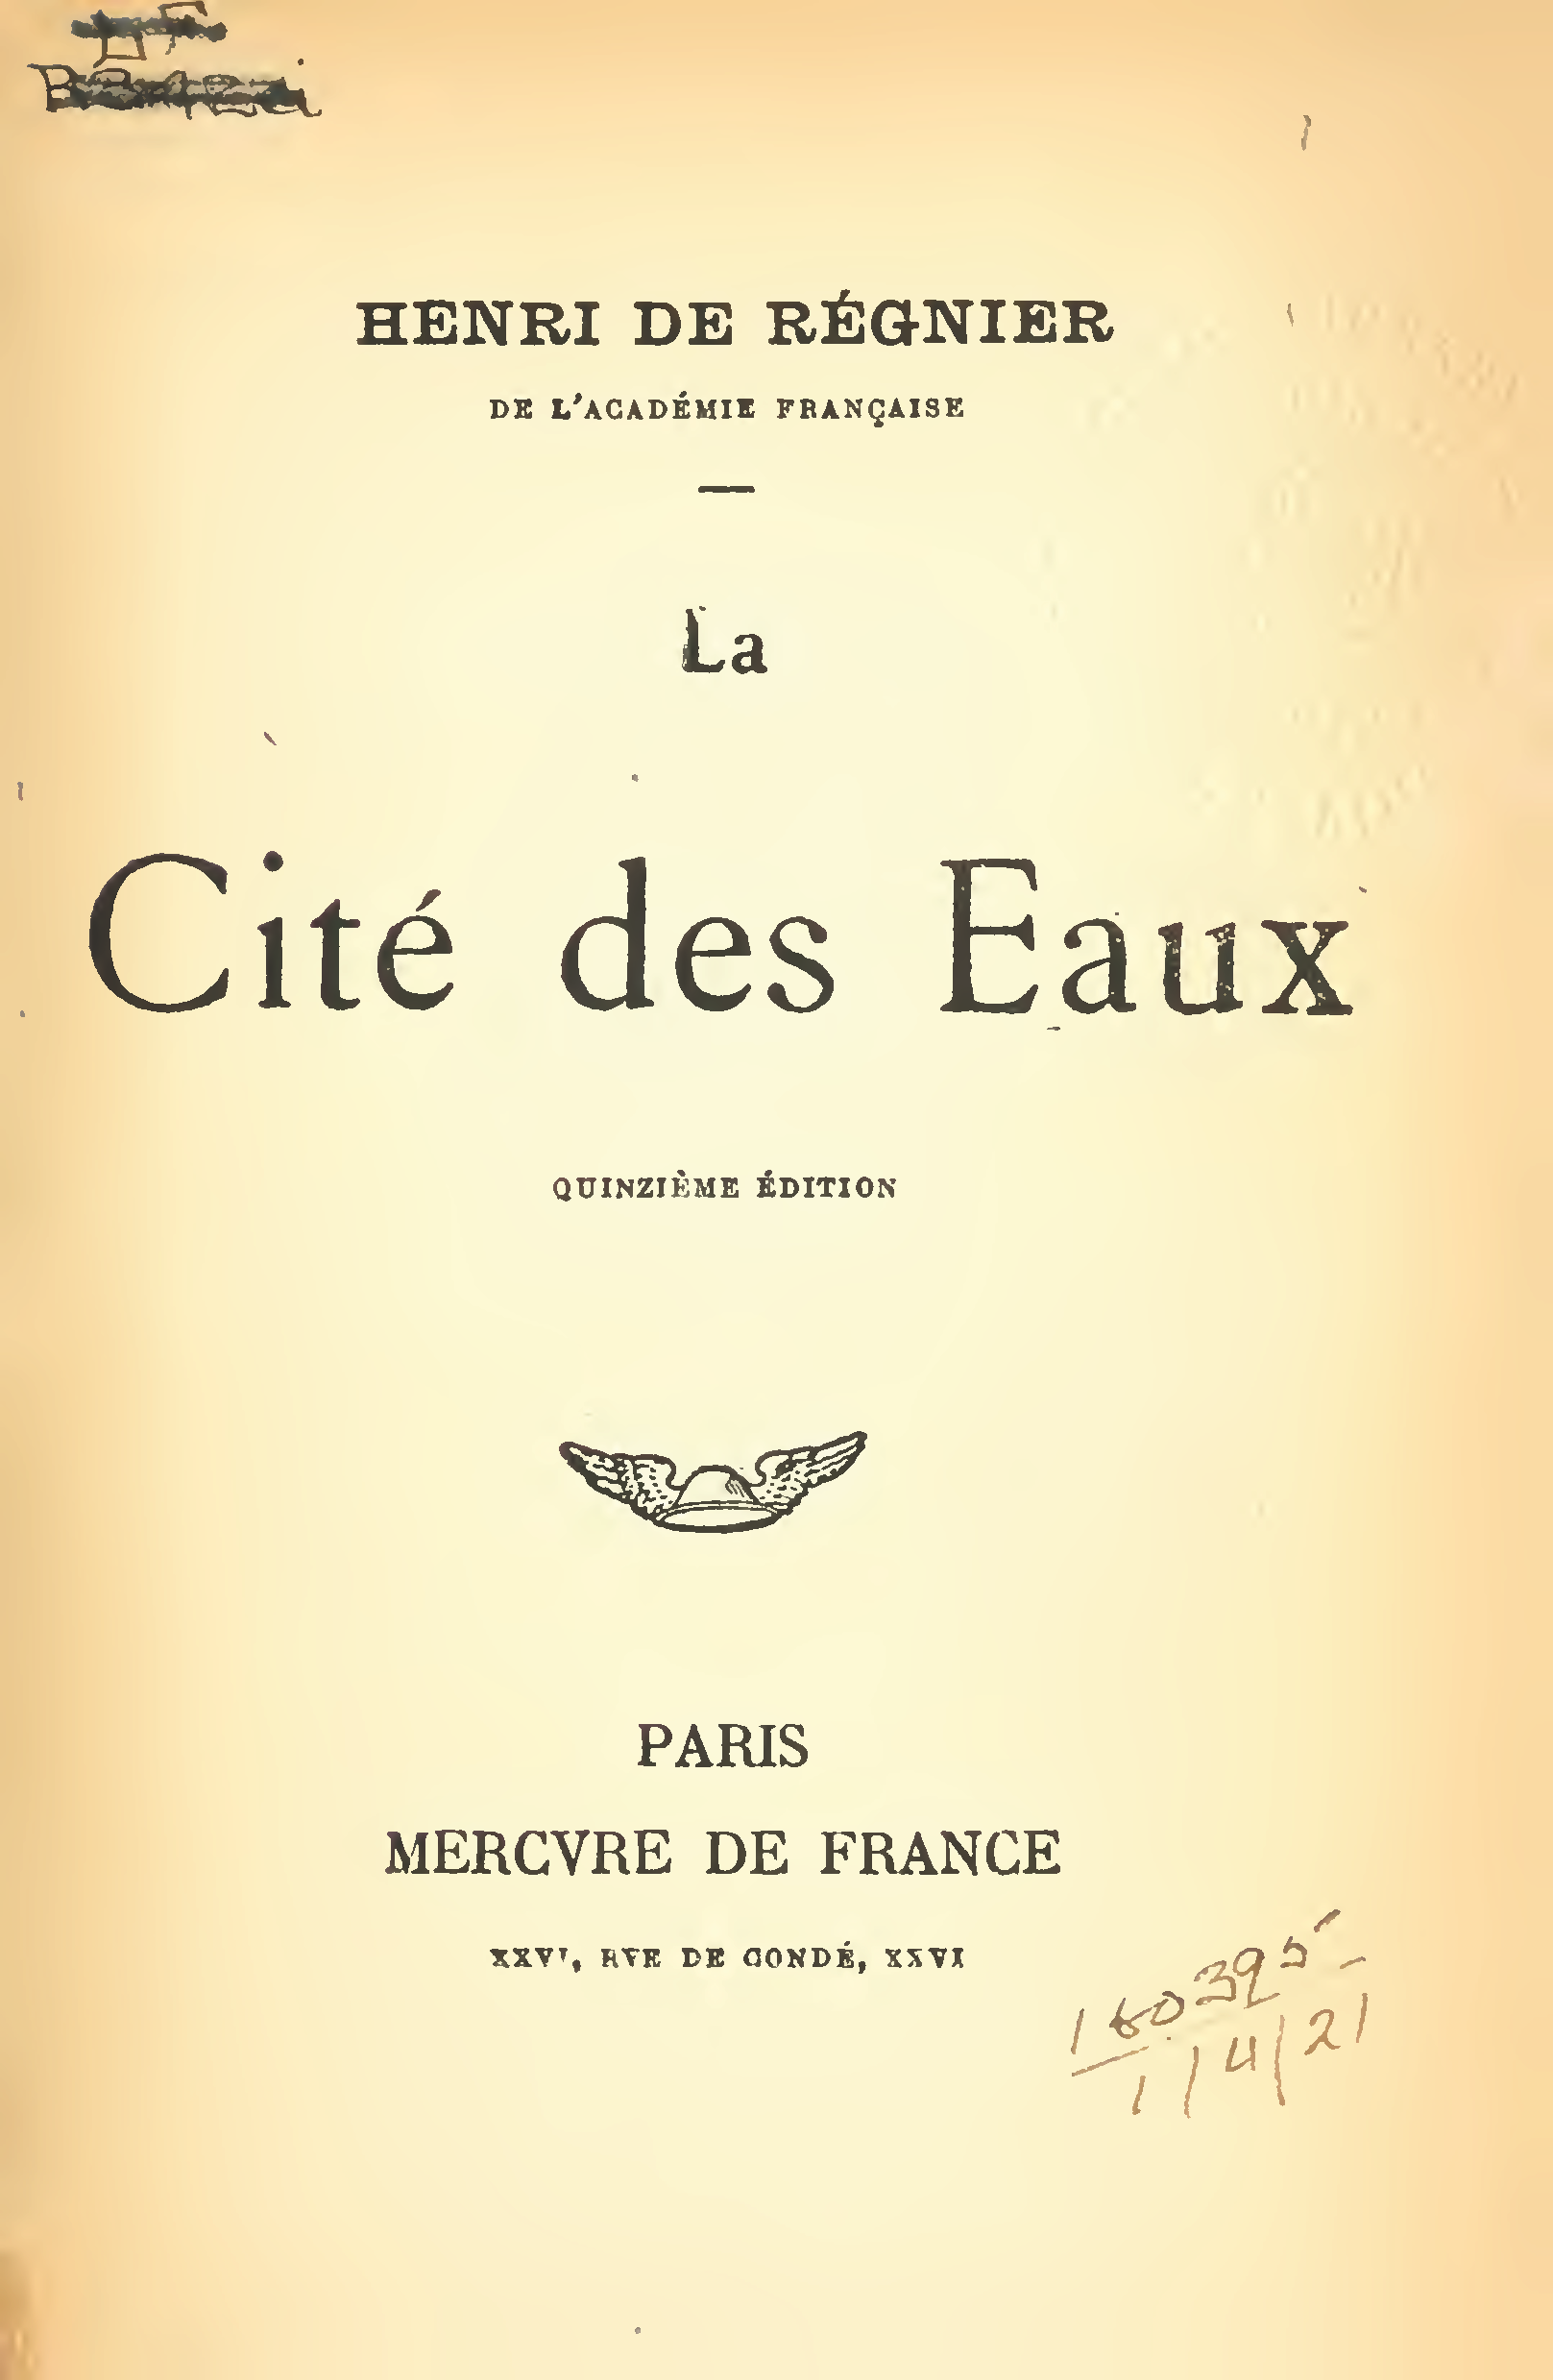 HENRI DE RÉGNIER
DE L'ACADÉMIE FRANÇAISE
La
Cité des Eaux
QUINZIÈME ÉDITION
PARIS
MERCVRE DE FRANCE
XXVI, RVE DE CONDÉ, XXVI
160395
1/4/21